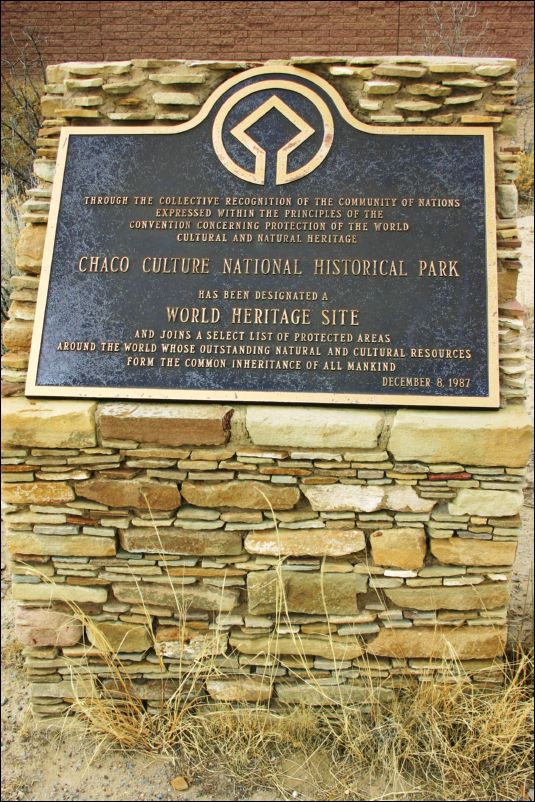 THROUGH THE COLLECTIVE RECOGNITION OF THE COMMUNITY OF NATIONS
EXPRESSED WITHIN THE PRINCIPLES OF THE
CONVENTION CONCERNING PROTECTION OF THE WORLD
CULTURAL AND NATURAL HERITAGE
CHACO CULTURE NATIONAL HISTORICAL PARK
HAS BEEN DESIGNATED A
WORLD HERITAGE SITE
AND JOINS A SELECT LIST OF PROTECTED AREAS
AROUND THE WORLD WHOSE OUTSTANDING NATURAL AND CULTURAL RESOURCES
FORM THE COMMON INHERITANCE OF ALL MANKIND
DECEMBER 8, 1987